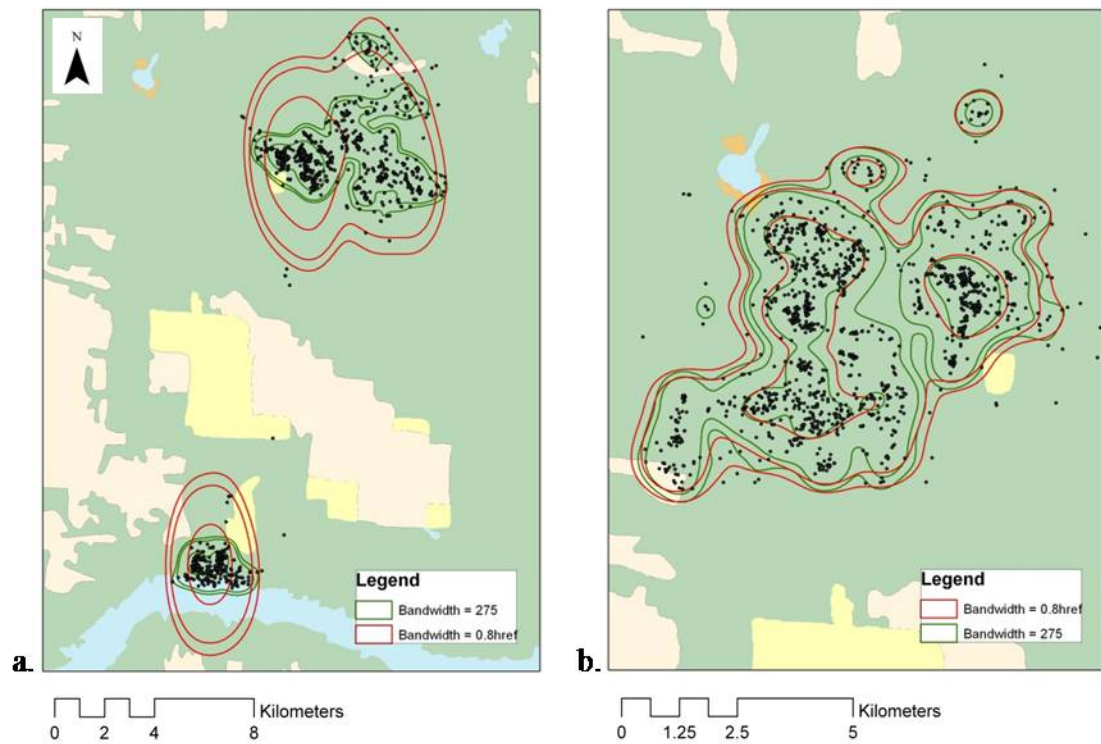 N
Legend
Bandwidth = 275
Bandwidth = 0.8href
a.
Kilometers
0 2 4 8
Legend
Bandwidth = 0.8href
Bandwidth = 275
b.
Kilometers
0 1.25 2.5 5